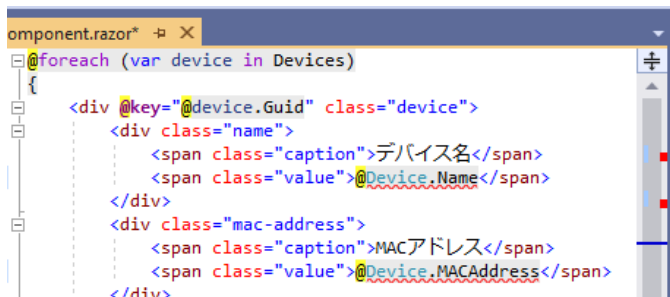 omponent.razor*
@foreach (var device in Devices)
{
<div @key="@device.Guid" class="device">
<div class="name">
<span class="caption">デバイス名</span>
<span class="value">@Device.Name</span>
</div>
<div class="mac-address">
<span class="caption">MACアドレス</span>
<span class="value">@Device.MACAddress</span>
</div>